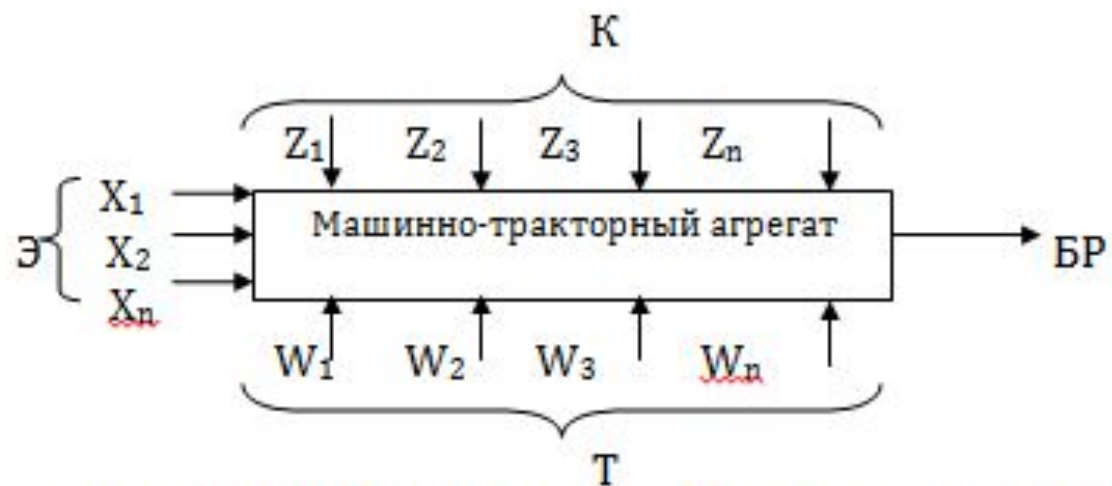 К
Z₁ Z₂ Z₃ Zₙ
X₁
Машинно-тракторный агрегат
Э X₂ БР
Xₙ
W₁ W₂ W₃ Wₙ
Т